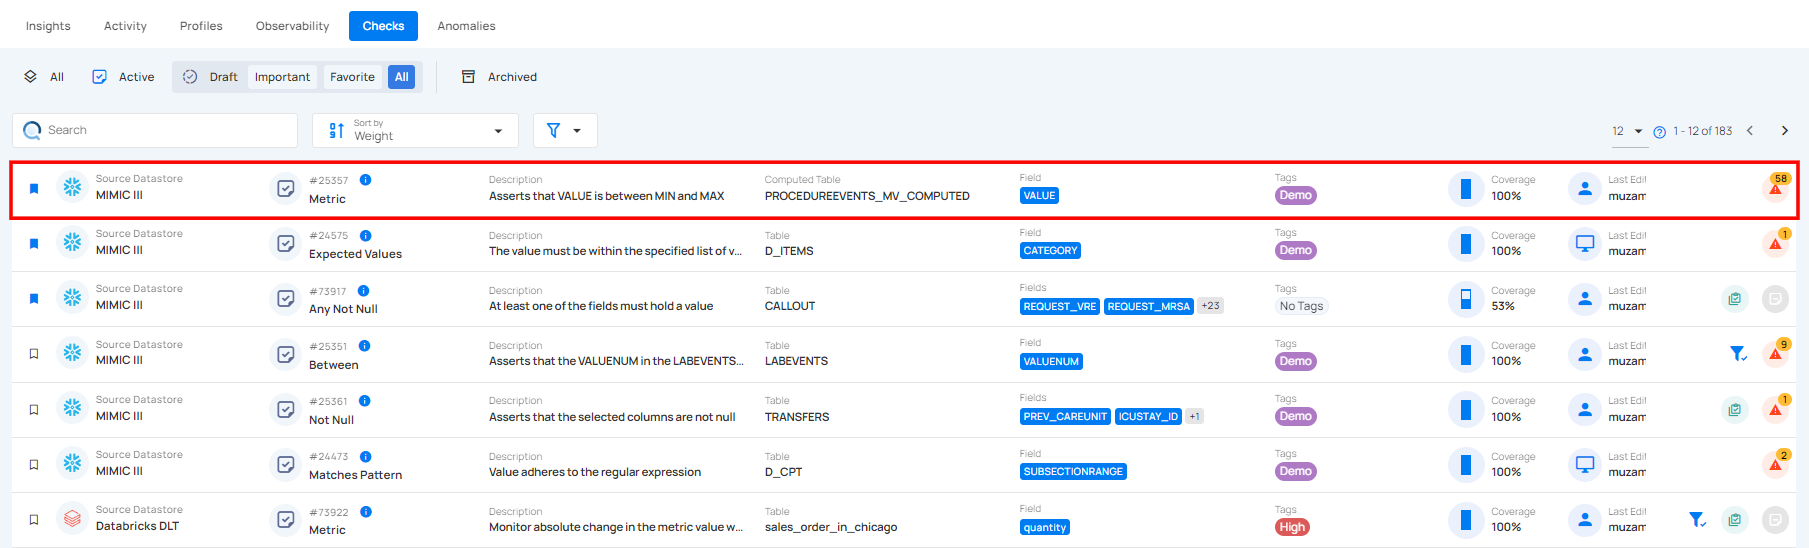 Insights Activity Profiles Observability Checks Anomalies
All Active Draft Important Favorite All Archived
Search Sort by Weight 12 1 - 12 of 183
Source Datastore #25357 Description Computed Table Field Tags Coverage Last Edit 58
MIMIC III Metric Asserts that VALUE is between MIN and MAX PROCEDUREEVENTS_MV_COMPUTED VALUE Demo 100% muzam
Source Datastore #24575 Description Table Field Tags Coverage Last Edit 1
MIMIC III Expected Values The value must be within the specified list of v... D_ITEMS CATEGORY Demo 100% muzam
Source Datastore #73917 Description Table Fields Tags Coverage Last Edit
MIMIC III Any Not Null At least one of the fields must hold a value CALLOUT REQUEST_VRE REQUEST_MRSA +23 No Tags 53% muzam
Source Datastore #25351 Description Table Field Tags Coverage Last Edit 9
MIMIC III Between Asserts that the VALUENUM in the LABEVENTS... LABEVENTS VALUENUM Demo 100% muzam
Source Datastore #25361 Description Table Fields Tags Coverage Last Edit 1
MIMIC III Not Null Asserts that the selected columns are not null TRANSFERS PREV_CAREUNIT ICUSTAY_ID +1 Demo 100% muzam
Source Datastore #24473 Description Table Field Tags Coverage Last Edit 2
MIMIC III Matches Pattern Value adheres to the regular expression D_CPT SUBSECTIONRANGE Demo 100% muzam
Source Datastore #73922 Description Table Field Tags Coverage Last Edit
Databricks DLT Metric Monitor absolute change in the metric value w... sales_order_in_chicago quantity High 100% muzam